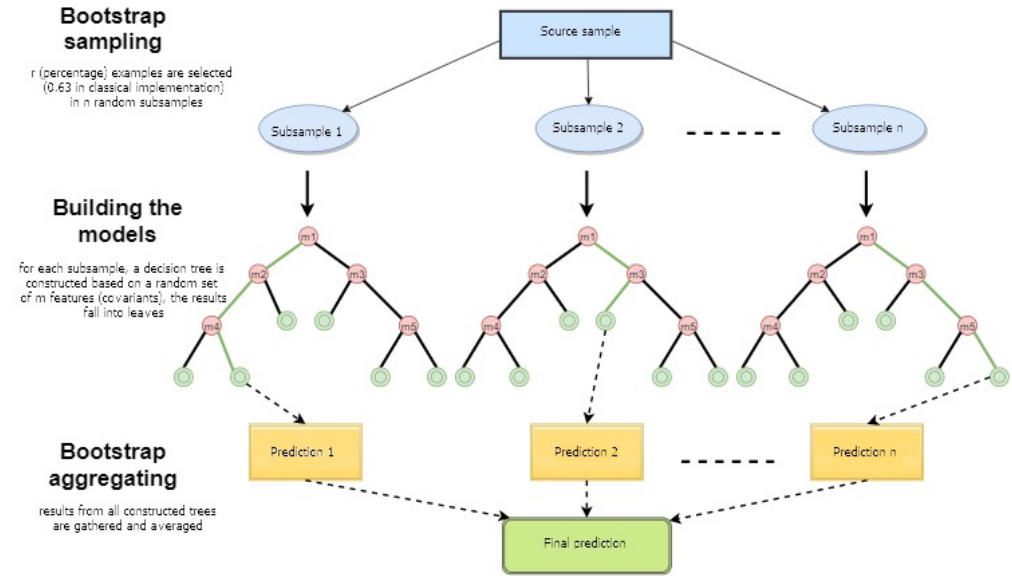 Bootstrap
sampling
r (percentage) examples are selected
(0.63 in classical implementation)
in n random subsamples
Source sample
Subsample 1
Subsample 2
Subsample n
Building the
models
for each subsample, a decision tree is
constructed based on a random set
of m features (covariants), the results
fall into leaves
m1
m2
m3
m4
m5
m1
m2
m3
m4
m5
m1
m2
m3
m4
m5
Bootstrap
aggregating
results from all constructed trees
are gathered and averaged
Prediction 1
Prediction 2
Prediction n
Final prediction